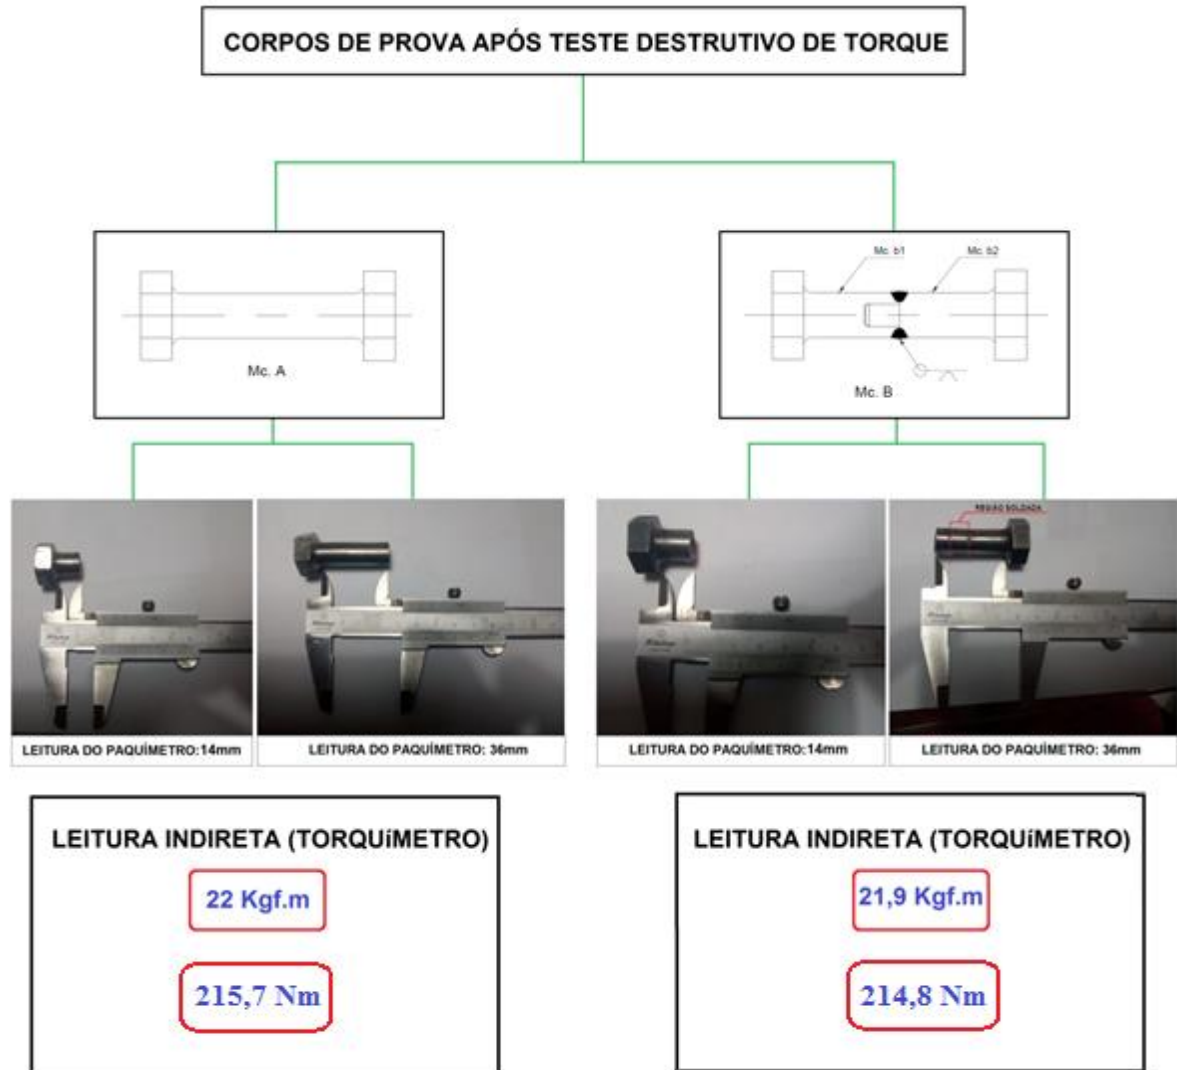 CORPOS DE PROVA APÓS TESTE DESTRUTIVO DE TORQUE
Mc. A
Mc. b1
Mc. b2
Mc. B
REGIÃO SOLDADA
LEITURA DO PAQUÍMETRO:14mm
LEITURA DO PAQUÍMETRO: 36mm
LEITURA DO PAQUÍMETRO:14mm
LEITURA DO PAQUÍMETRO: 36mm
LEITURA INDIRETA (TORQUíMETRO)
22 Kgf.m
215,7 Nm
LEITURA INDIRETA (TORQUíMETRO)
21,9 Kgf.m
214,8 Nm